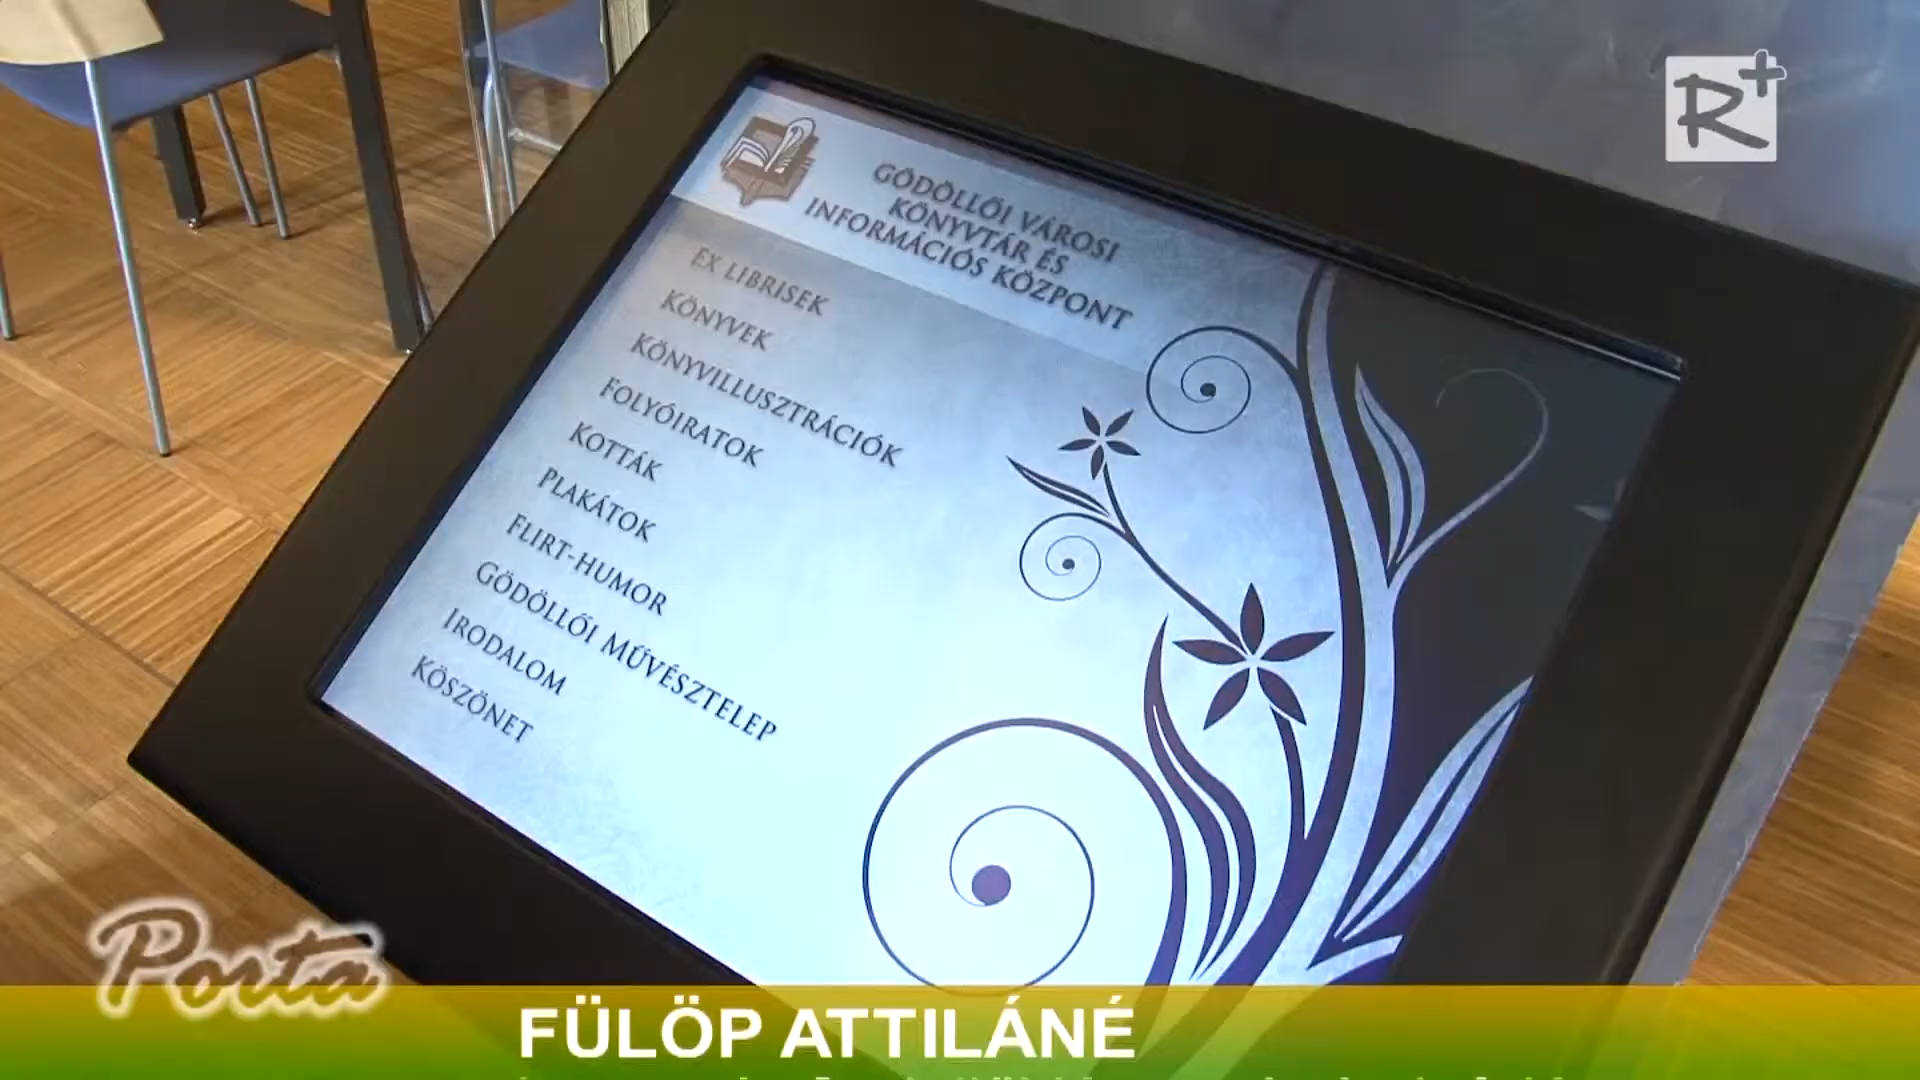 R+
GÖDÖLLŐI VÁROSI
KÖNYVTÁR ÉS
INFORMÁCIÓS KÖZPONT
EX LIBRISEK
KÖNYVEK
KÖNYVILLUSZTRÁCIÓK
FOLYÓIRATOK
KOTTÁK
PLAKÁTOK
FLIRT-HUMOR
GÖDÖLLŐI MŰVÉSZTELEP
IRODALOM
KÖSZÖNET
Porta
FÜLÖP ATTILÁNÉ